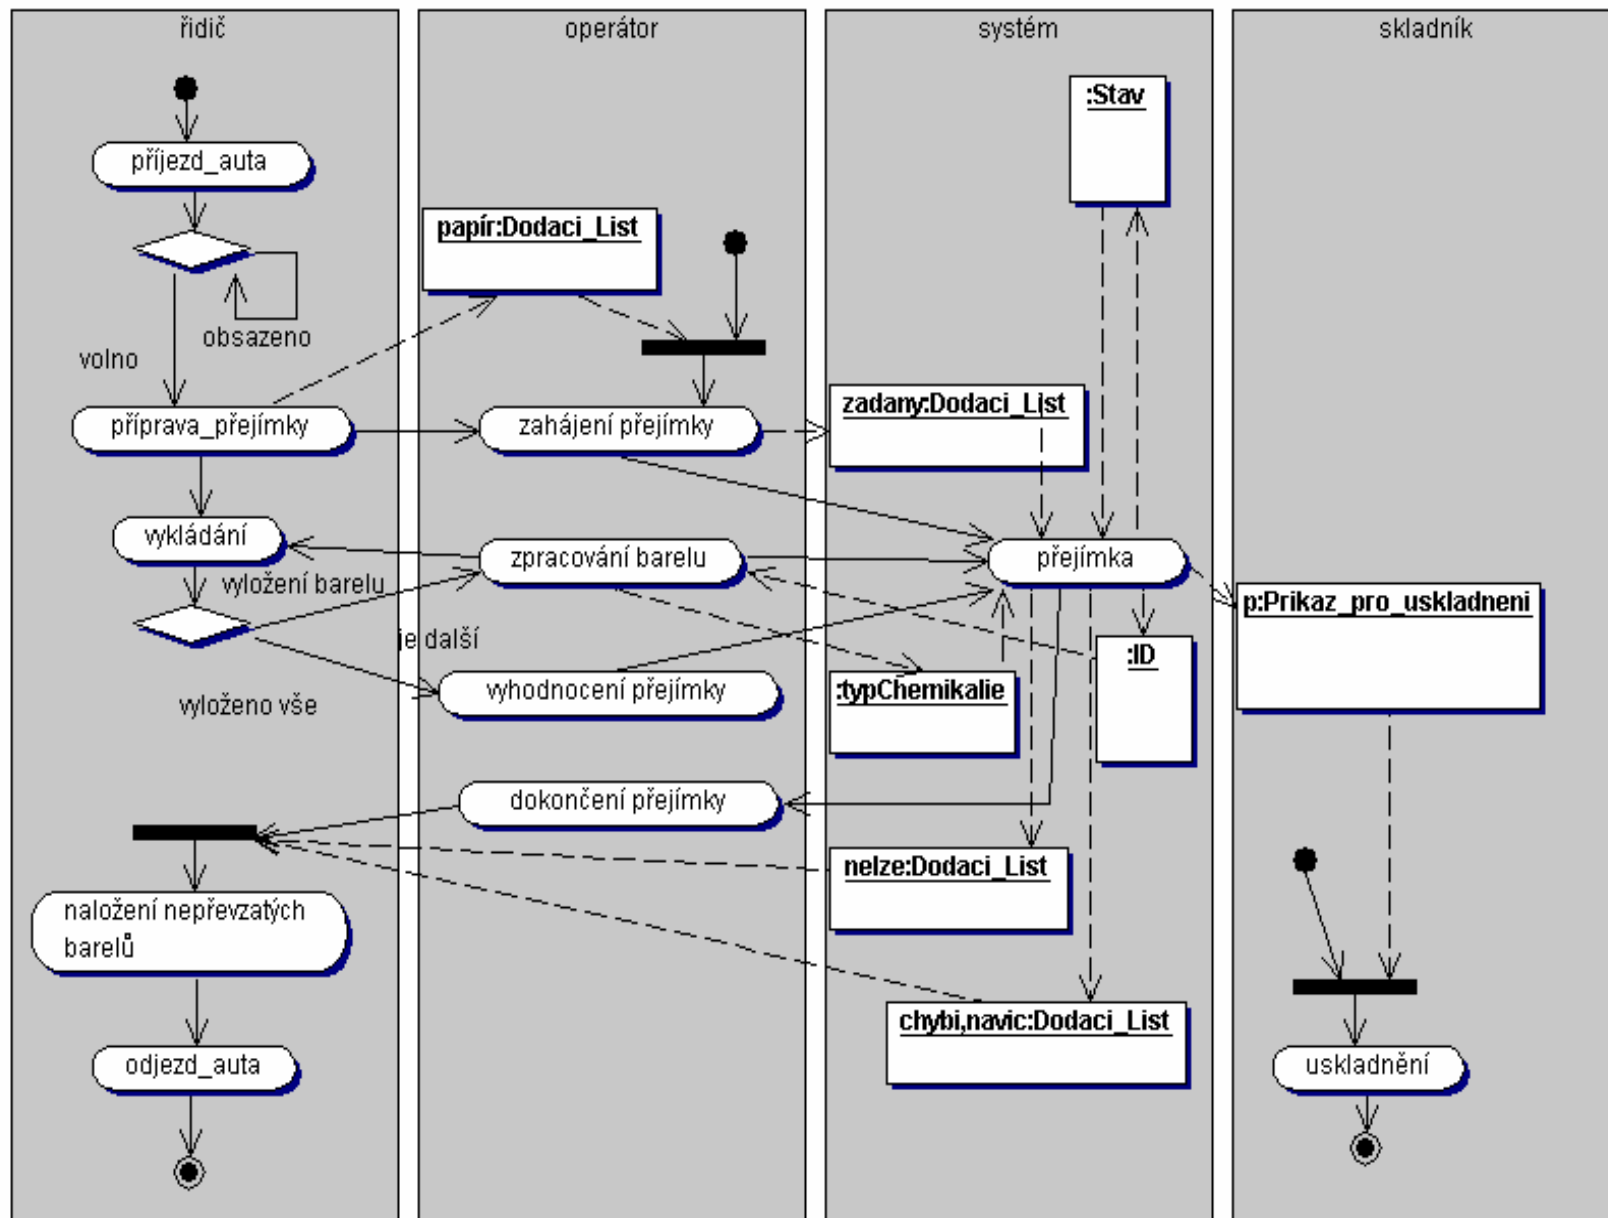 řidič
operátor
systém
skladník
:Stav
příjezd_auta
papír:Dodaci_List
obsazeno
volno
zadany:Dodaci_List
příprava_přejímky
zahájení přejímky
vykládání
zpracování barelu
přejímka
vyložení barelu
p:Prikaz_pro_uskladneni
je další
:ID
:typChemikalie
vyhodnocení přejímky
vyloženo vše
dokončení přejímky
nelze:Dodaci_List
naložení nepřevzatých
barelů
chybi,navic:Dodaci_List
odjezd_auta
uskladnění